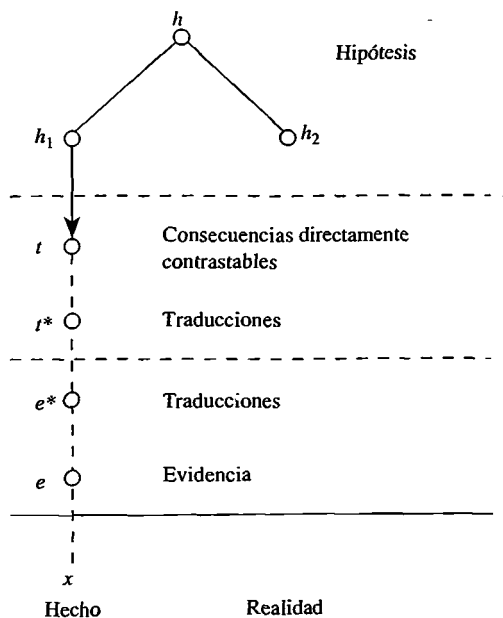 h
Hipótesis
h₁
h₂
t
Consecuencias directamente
contrastables
t*
Traducciones
e*
Traducciones
e
Evidencia
x
Hecho
Realidad